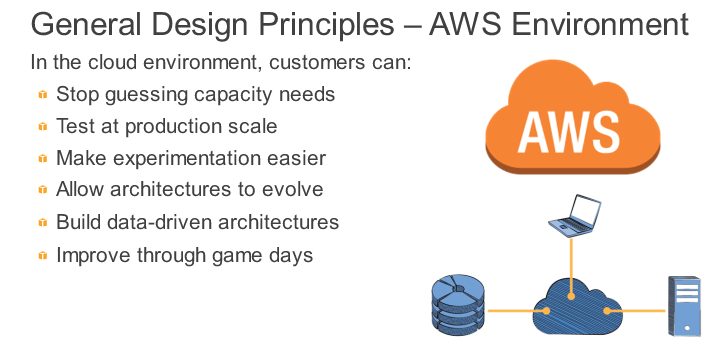 General Design Principles – AWS Environment
In the cloud environment, customers can:
Stop guessing capacity needs
Test at production scale
Make experimentation easier
Allow architectures to evolve
Build data-driven architectures
Improve through game days
AWS